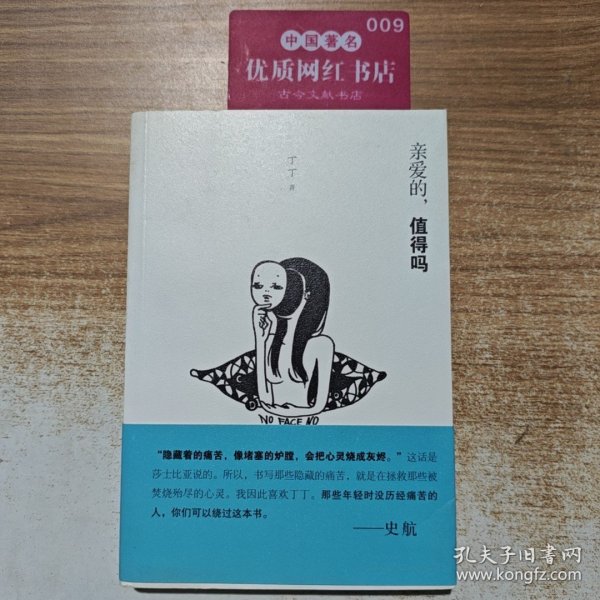 009
中国著名
优质网红书店
古今文献书店
亲爱的，值得吗
丁丁 著
NO FACE NO
“隐藏着的痛苦，像堵塞的炉膛，会把心灵烧成灰烬。”这话是
莎士比亚说的。所以，书写那些隐藏的痛苦，就是在拯救那些被
焚烧殆尽的心灵。我因此喜欢丁丁。那些年轻时没历经痛苦的
人，你们可以绕过这本书。
——史航
孔夫子旧书网
www.kongfz.com